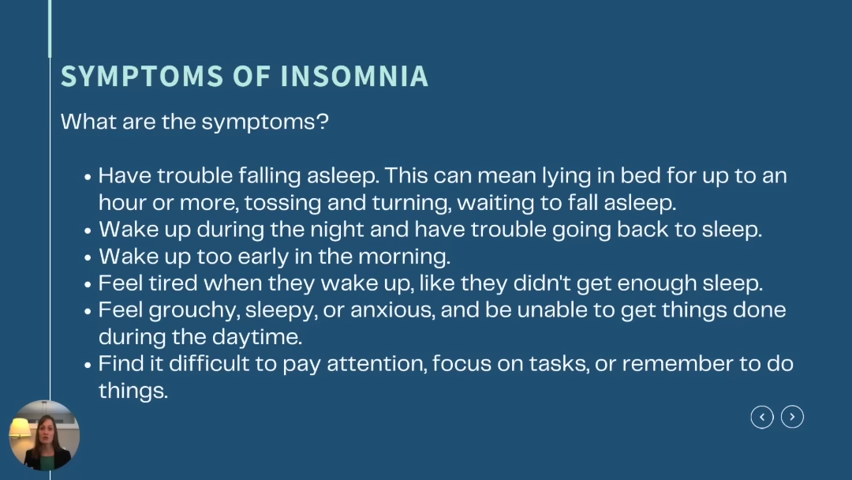 SYMPTOMS OF INSOMNIA
What are the symptoms?
• Have trouble falling asleep. This can mean lying in bed for up to an
hour or more, tossing and turning, waiting to fall asleep.
• Wake up during the night and have trouble going back to sleep.
• Wake up too early in the morning.
• Feel tired when they wake up, like they didn't get enough sleep.
• Feel grouchy, sleepy, or anxious, and be unable to get things done
during the daytime.
• Find it difficult to pay attention, focus on tasks, or remember to do
things.